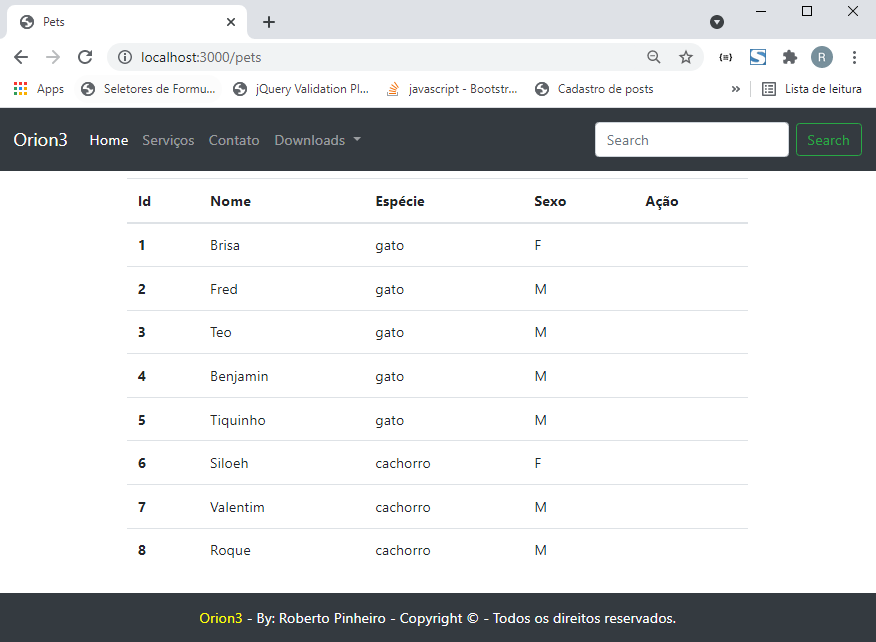 Pets
localhost:3000/pets
R
Apps Seletores de Formu... jQuery Validation Pl... javascript - Bootstr... Cadastro de posts » Lista de leitura
Orion3 Home Serviços Contato Downloads Search Search
Id Nome Espécie Sexo Ação
1 Brisa gato F
2 Fred gato M
3 Teo gato M
4 Benjamin gato M
5 Tiquinho gato M
6 Siloeh cachorro F
7 Valentim cachorro M
8 Roque cachorro M
Orion3 - By: Roberto Pinheiro - Copyright © - Todos os direitos reservados.